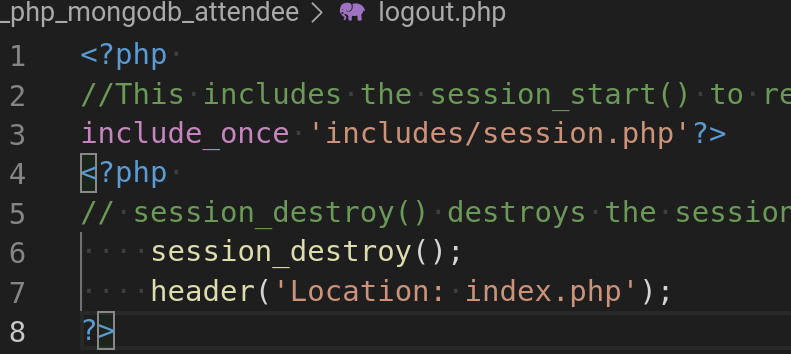 _php_mongodb_attendee > logout.php
1 <?php
2 //This includes the session_start() to re
3 include_once 'includes/session.php'?>
4 <?php
5 // session_destroy() destroys the session
6 session_destroy();
7 header('Location: index.php');
8 ?>